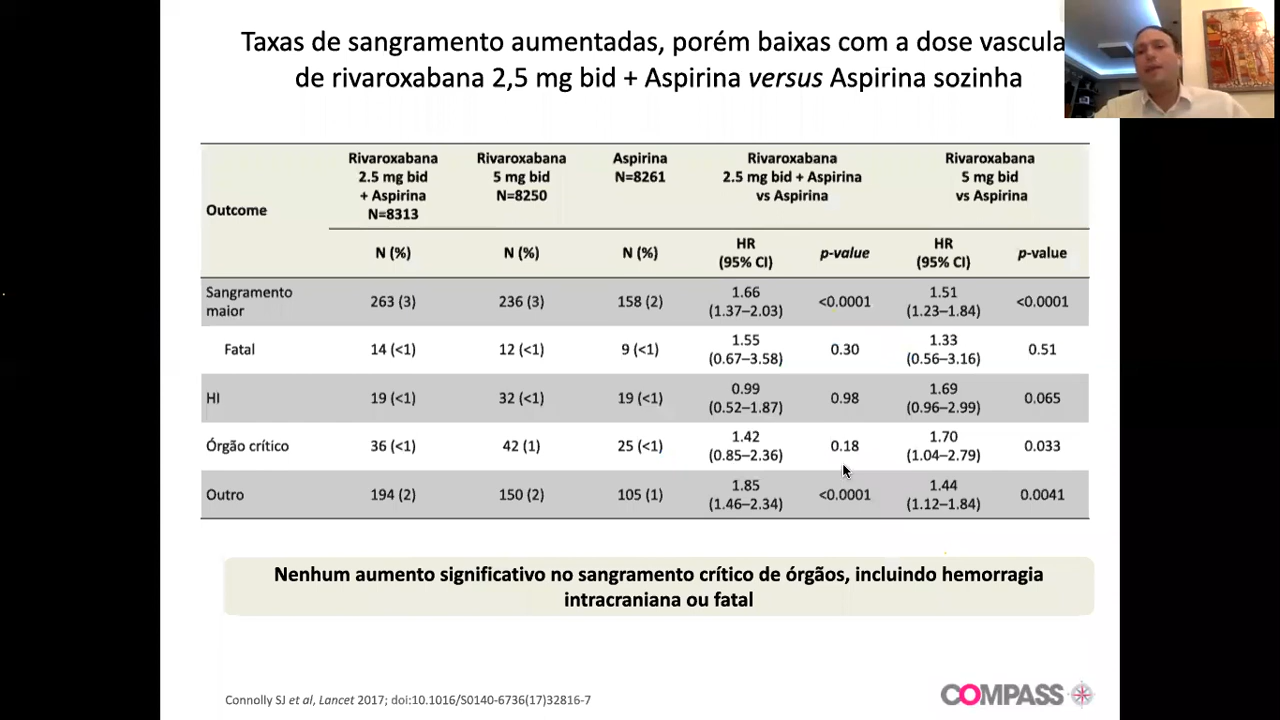 Taxas de sangramento aumentadas, porém baixas com a dose vascula
de rivaroxabana 2,5 mg bid + Aspirina versus Aspirina sozinha
Outcome
Rivaroxabana
2.5 mg bid
+ Aspirina
N=8313
Rivaroxabana
5 mg bid
N=8250
Aspirina
N=8261
Rivaroxabana
2.5 mg bid + Aspirina
vs Aspirina
Rivaroxabana
5 mg bid
vs Aspirina
N (%) N (%) N (%) HR (95% CI) p-value HR (95% CI) p-value
Sangramento maior 263 (3) 236 (3) 158 (2) 1.66 (1.37–2.03) <0.0001 1.51 (1.23–1.84) <0.0001
Fatal 14 (<1) 12 (<1) 9 (<1) 1.55 (0.67–3.58) 0.30 1.33 (0.56–3.16) 0.51
HI 19 (<1) 32 (<1) 19 (<1) 0.99 (0.52–1.87) 0.98 1.69 (0.96–2.99) 0.065
Órgão crítico 36 (<1) 42 (1) 25 (<1) 1.42 (0.85–2.36) 0.18 1.70 (1.04–2.79) 0.033
Outro 194 (2) 150 (2) 105 (1) 1.85 (1.46–2.34) <0.0001 1.44 (1.12–1.84) 0.0041
Nenhum aumento significativo no sangramento crítico de órgãos, incluindo hemorragia
intracraniana ou fatal
Connolly SJ et al, Lancet 2017; doi:10.1016/S0140-6736(17)32816-7
COMPASS